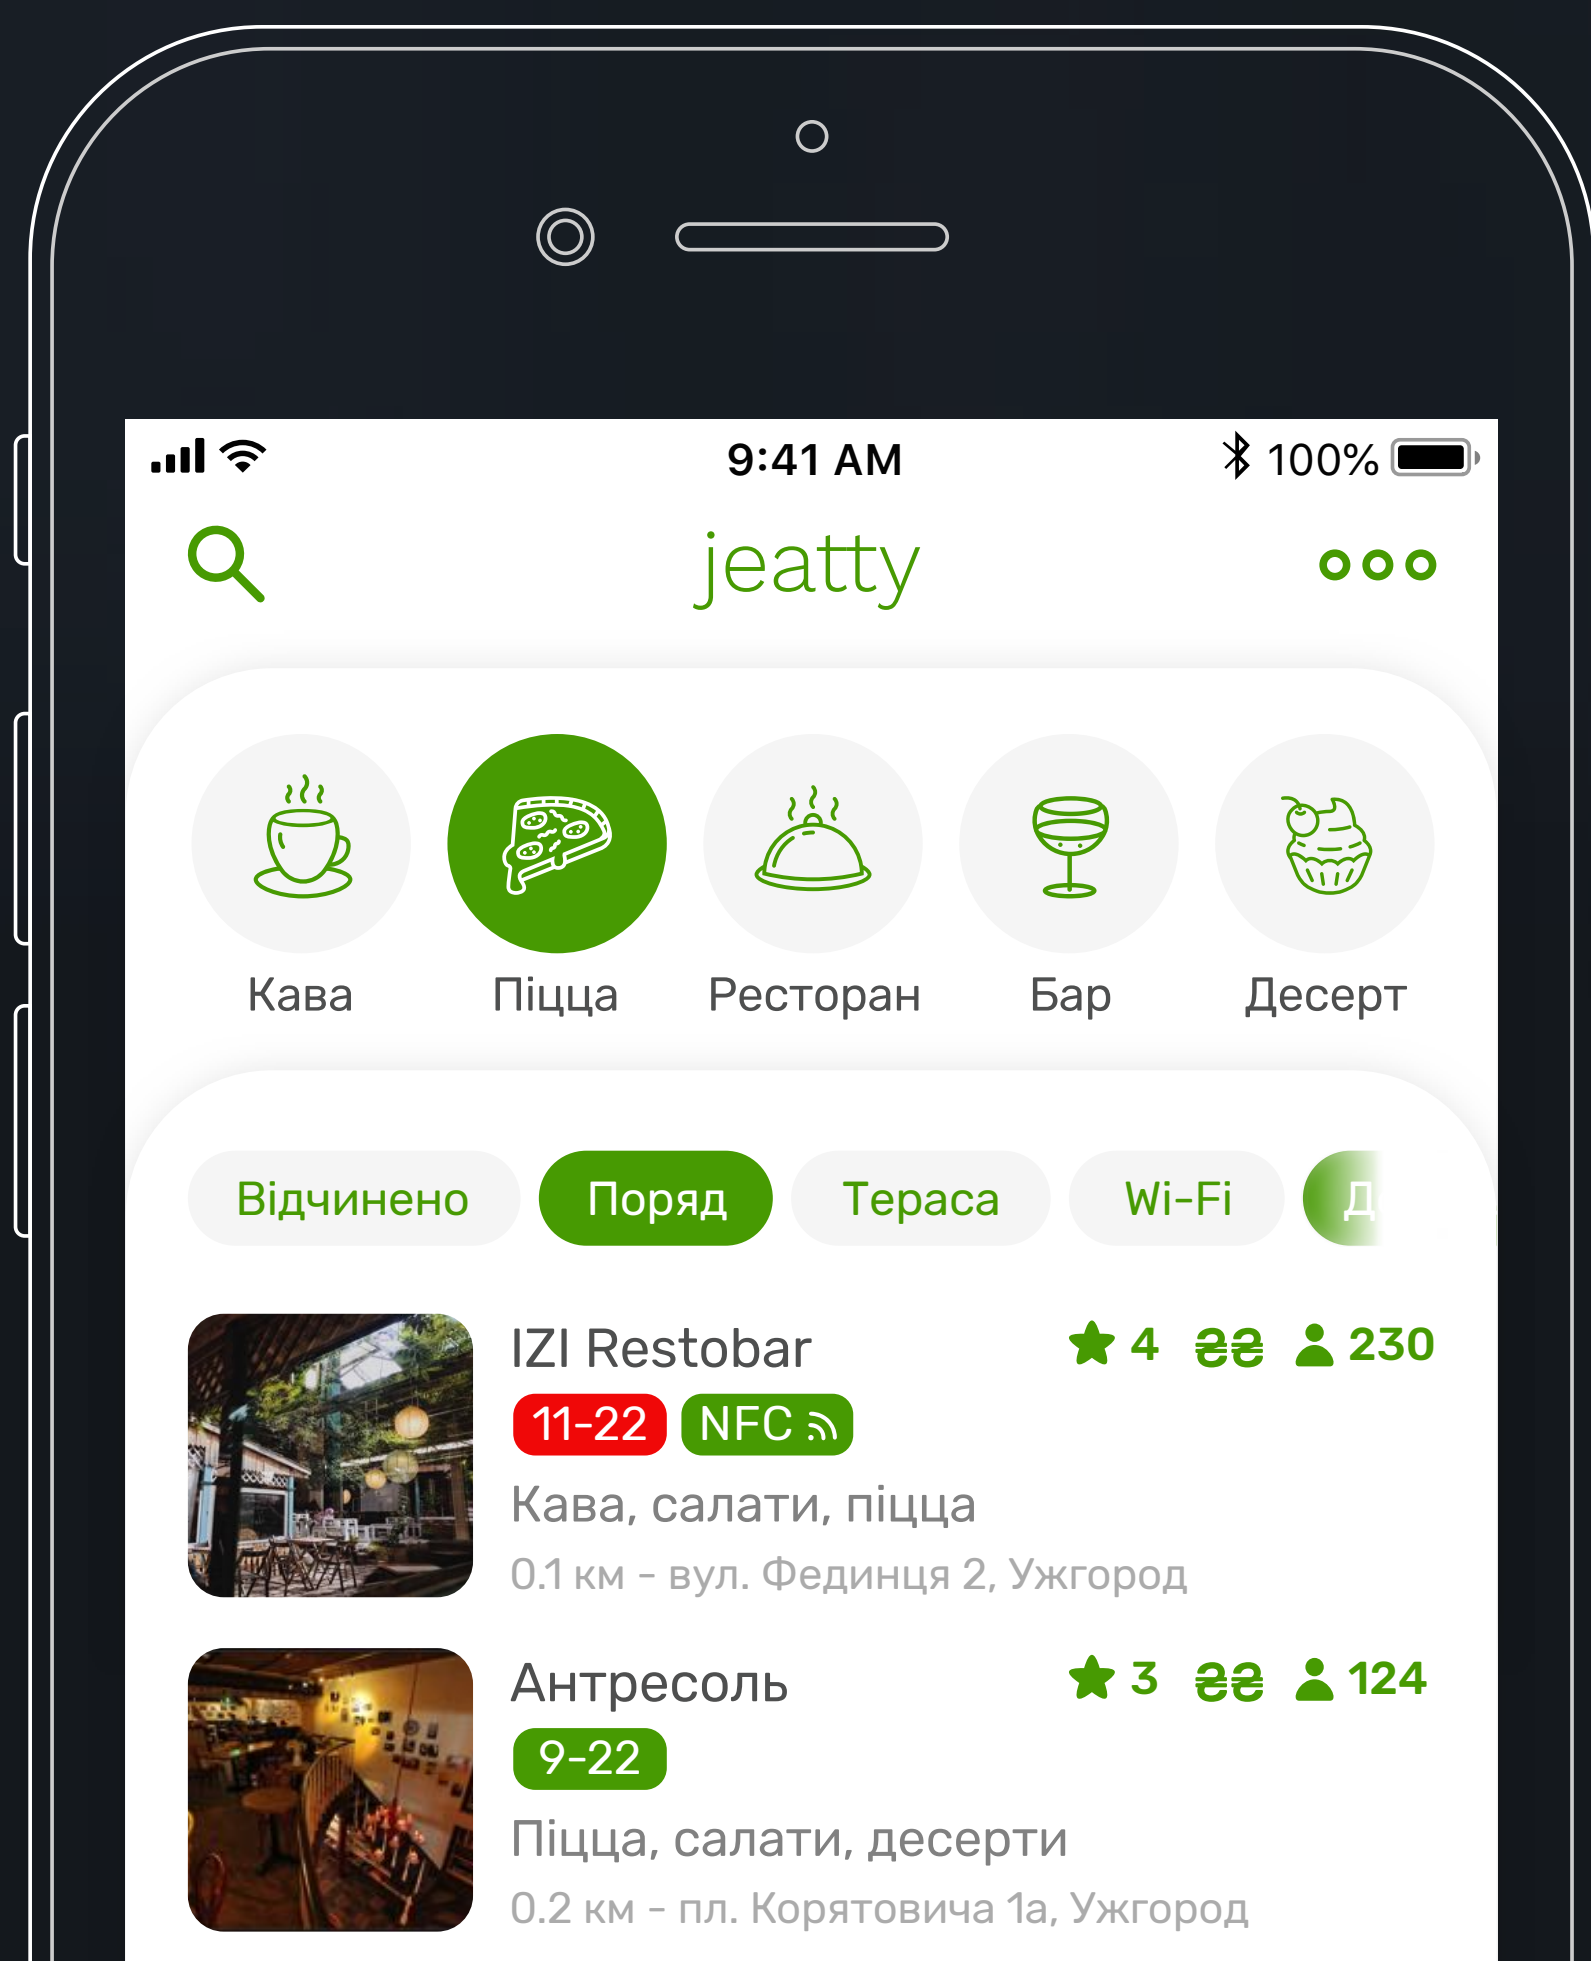 9:41 AM
100%
jeatty
Кава
Піцца
Ресторан
Бар
Десерт
Відчинено
Поряд
Тераса
Wi-Fi
IZI Restobar
4 ₴₴ 230
11-22
NFC
Кава, салати, піцца
0.1 км - вул. Фединця 2, Ужгород
Антресоль
3 ₴₴ 124
9-22
Піцца, салати, десерти
0.2 км - пл. Корятовича 1а, Ужгород